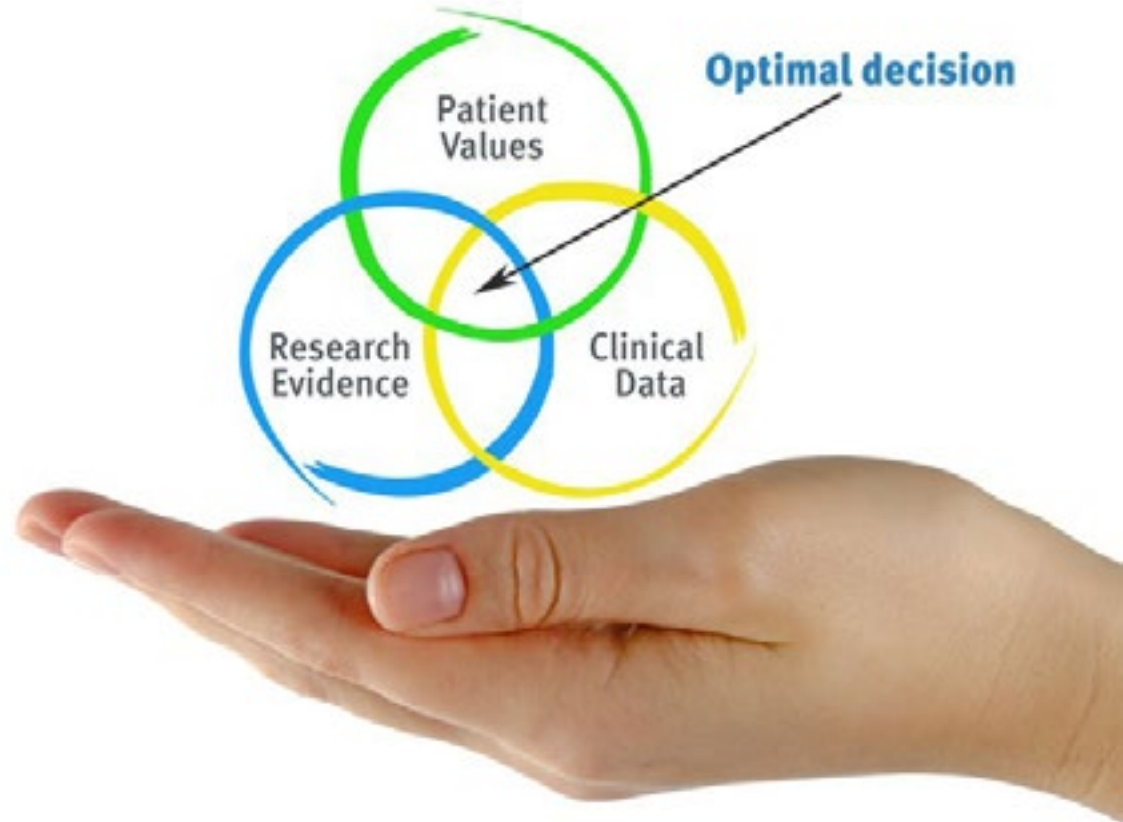 Optimal decision
Patient
Values
Research
Evidence
Clinical
Data